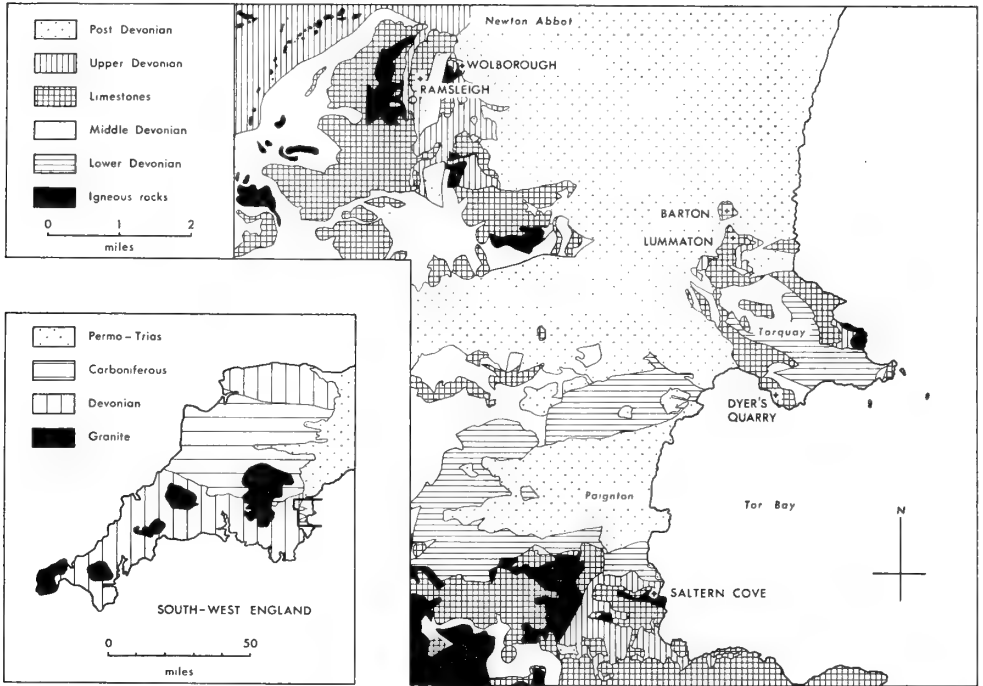 Post Devonian
Upper Devonian
Limestones
Middle Devonian
Lower Devonian
Igneous rocks
0 1 2
miles
Newton Abbot
WOLBOROUGH
RAMSLEIGH
BARTON
LUMMATON
Torquay
DYER'S
QUARRY
Paignton
Tor Bay
N
SALTERN COVE
Permo-Trias
Carboniferous
Devonian
Granite
SOUTH-WEST ENGLAND
0 50
miles